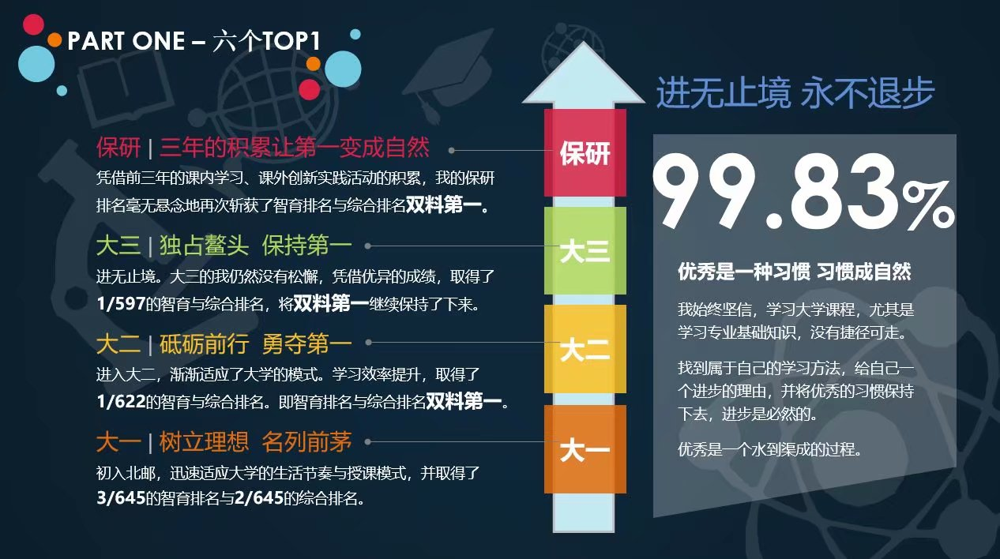 PART ONE – 六个TOP1
保研 | 三年的积累让第一变成自然
凭借前三年的课内学习、课外创新实践活动的积累，我的保研
排名毫无悬念地再次斩获了智育排名与综合排名双料第一。
大三 | 独占鳌头 保持第一
进无止境。大三的我仍然没有松懈，凭借优异的成绩，取得了
1/597的智育与综合排名，将双料第一继续保持了下来。
大二 | 砥砺前行 勇夺第一
进入大二，渐渐适应了大学的模式。学习效率提升，取得了
1/622的智育与综合排名。即智育排名与综合排名双料第一。
大一 | 树立理想 名列前茅
初入北邮，迅速适应大学的生活节奏与授课模式，并取得了
3/645的智育排名与2/645的综合排名。
保研
大三
大二
大一
进无止境 永不退步
99.83%
优秀是一种习惯 习惯成自然
我始终坚信，学习大学课程，尤其是
学习专业基础知识，没有捷径可走。
找到属于自己的学习方法，给自己一
个进步的理由，并将优秀的习惯保持
下去，进步是必然的。
优秀是一个水到渠成的过程。